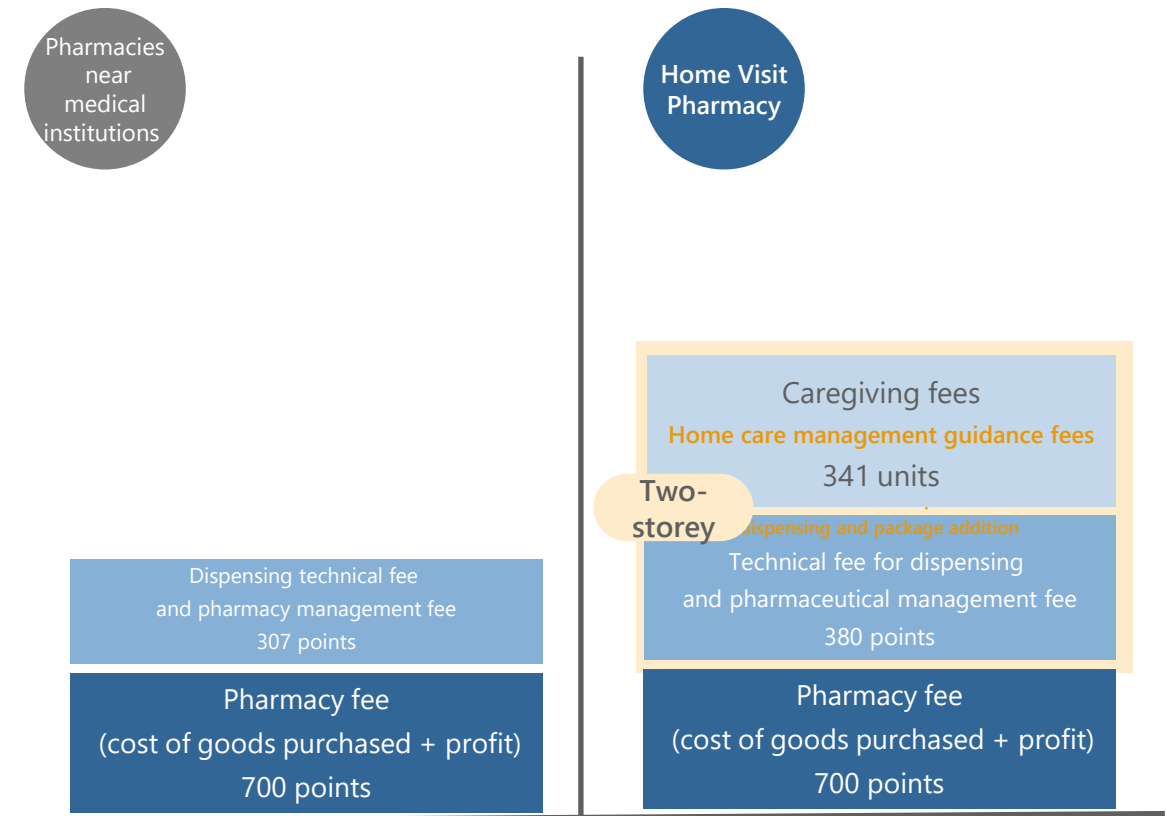 Pharmacies
near
medical
institutions
Home Visit
Pharmacy
Caregiving fees
Home care management guidance fees
341 units
Two-
storey
dispensing and package addition
Technical fee for dispensing
and pharmaceutical management fee
380 points
Dispensing technical fee
and pharmacy management fee
307 points
Pharmacy fee
(cost of goods purchased + profit)
700 points
Pharmacy fee
(cost of goods purchased + profit)
700 points